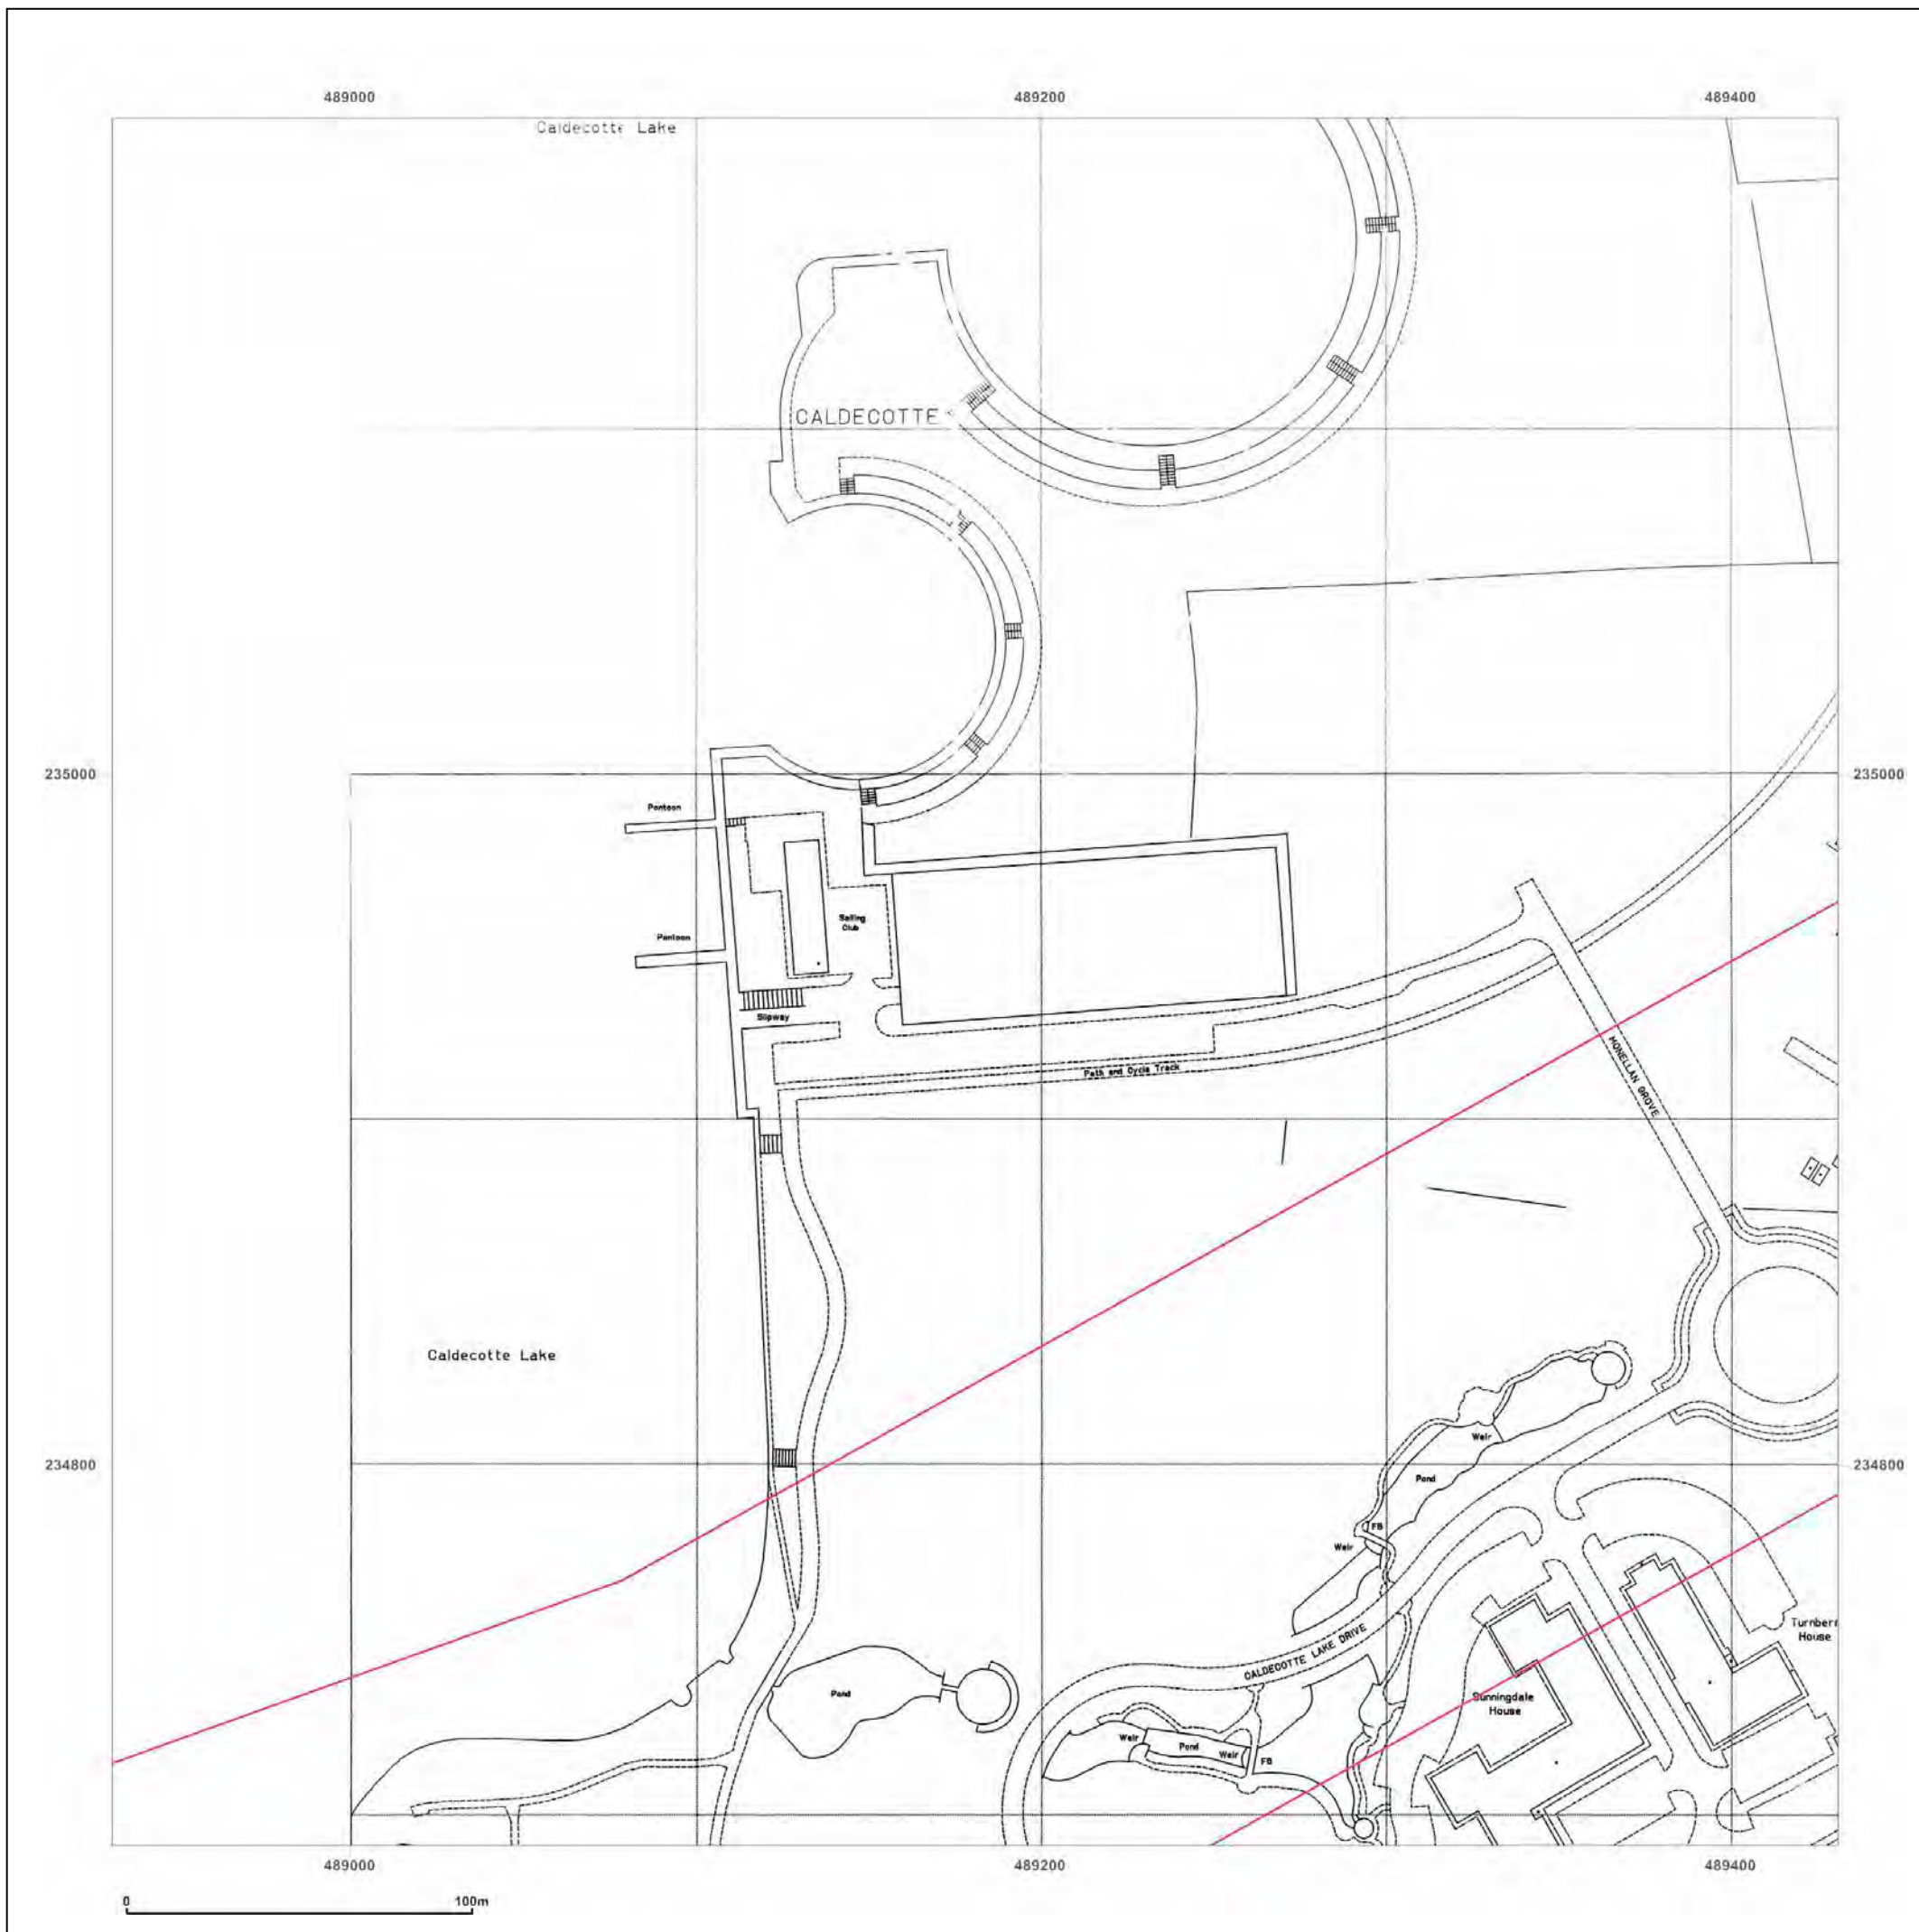 489000
489200
489400
Caldecotte Lake
CALDECOTTE
235000
235000
Pontoon
Sailing
Club
Pontoon
Slipway
Path and Cycle Track
MONELLAN GROVE
Caldecotte Lake
Weir
234800
234800
Pond
FB
Weir
CALDECOTTE LAKE DRIVE
Turnberr
House
Pond
Sunningdale
House
Weir
Pond
Weir
FB
489000
489200
489400
0
100m